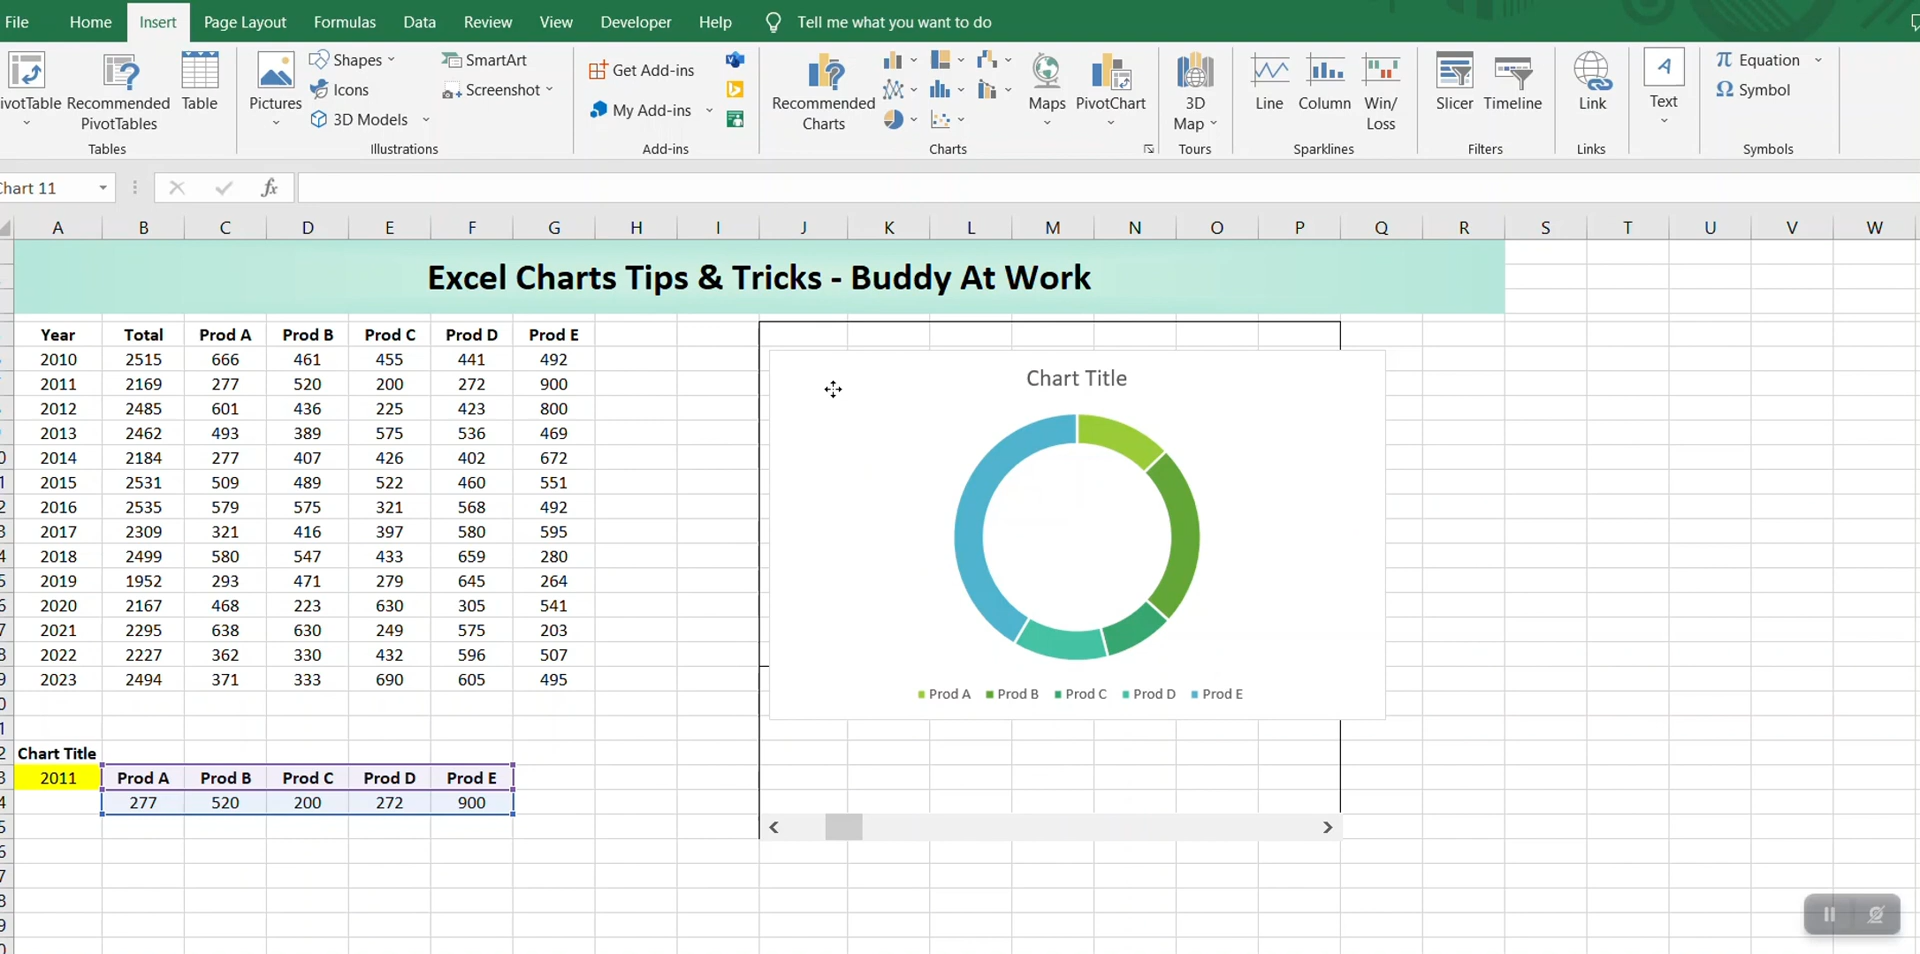 File Home Insert Page Layout Formulas Data Review View Developer Help Tell me what you want to do
Shapes SmartArt Get Add-ins Equation
Icons Screenshot My Add-ins Symbol
3D Models
Recommended PivotTables
Table
Pictures
Recommended Charts
Maps
PivotChart
3D Map
Line
Column
Win/Loss
Slicer
Timeline
Link
Text
Tables Illustrations Add-ins Charts Tours Sparklines Filters Links Symbols
fx
A B C D E F G H I J K L M N O P Q R S T U V W
Excel Charts Tips & Tricks - Buddy At Work
Year Total Prod A Prod B Prod C Prod D Prod E
2010 2515 666 461 455 441 492
2011 2169 277 520 200 272 900
2012 2485 601 436 225 423 800
2013 2462 493 389 575 536 469
2014 2184 277 407 426 402 672
2015 2531 509 489 522 460 551
2016 2535 579 575 321 568 492
2017 2309 321 416 397 580 595
2018 2499 580 547 433 659 280
2019 1952 293 471 279 645 264
2020 2167 468 223 630 305 541
2021 2295 638 630 249 575 203
2022 2227 362 330 432 596 507
2023 2494 371 333 690 605 495
Chart Title
2011 Prod A Prod B Prod C Prod D Prod E
277 520 200 272 900
Chart Title
Prod A Prod B Prod C Prod D Prod E